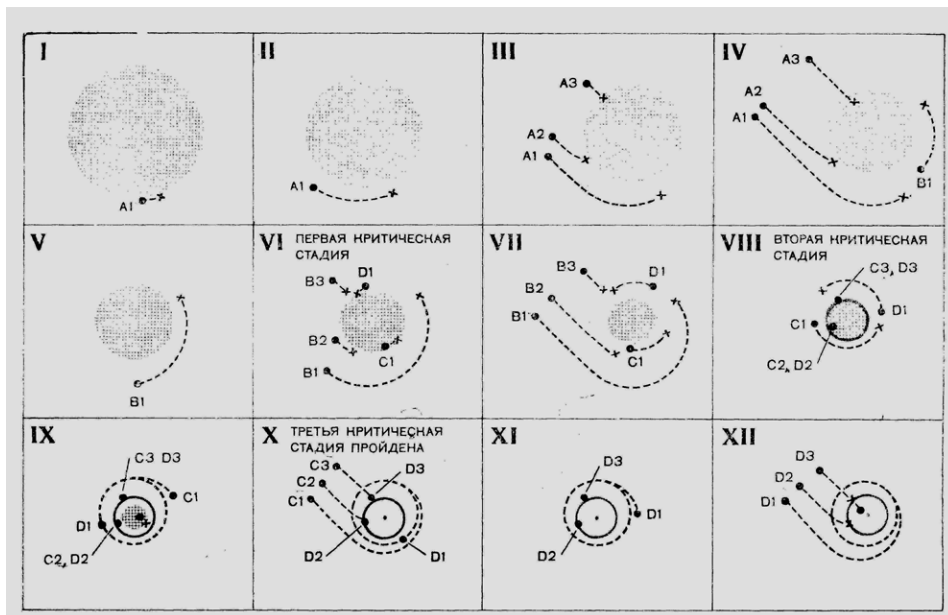 I
A1
II
A1
III
A3
A2
A1
IV
A3
A2
A1
B1
V
B1
VI ПЕРВАЯ КРИТИЧЕСКАЯ
СТАДИЯ
B3
D1
B2
C1
B1
VII
B3
D1
B2
B1
C1
VIII ВТОРАЯ КРИТИЧЕСКАЯ
СТАДИЯ
C3, D3
C1
D1
C2, D2
IX
C3 D3
C1
D1
C2, D2
X ТРЕТЬЯ КРИТИЧЕСКАЯ
СТАДИЯ ПРОЙДЕНА
C3
D3
C2
C1
D2
D1
XI
D3
D1
D2
XII
D3
D2
D1